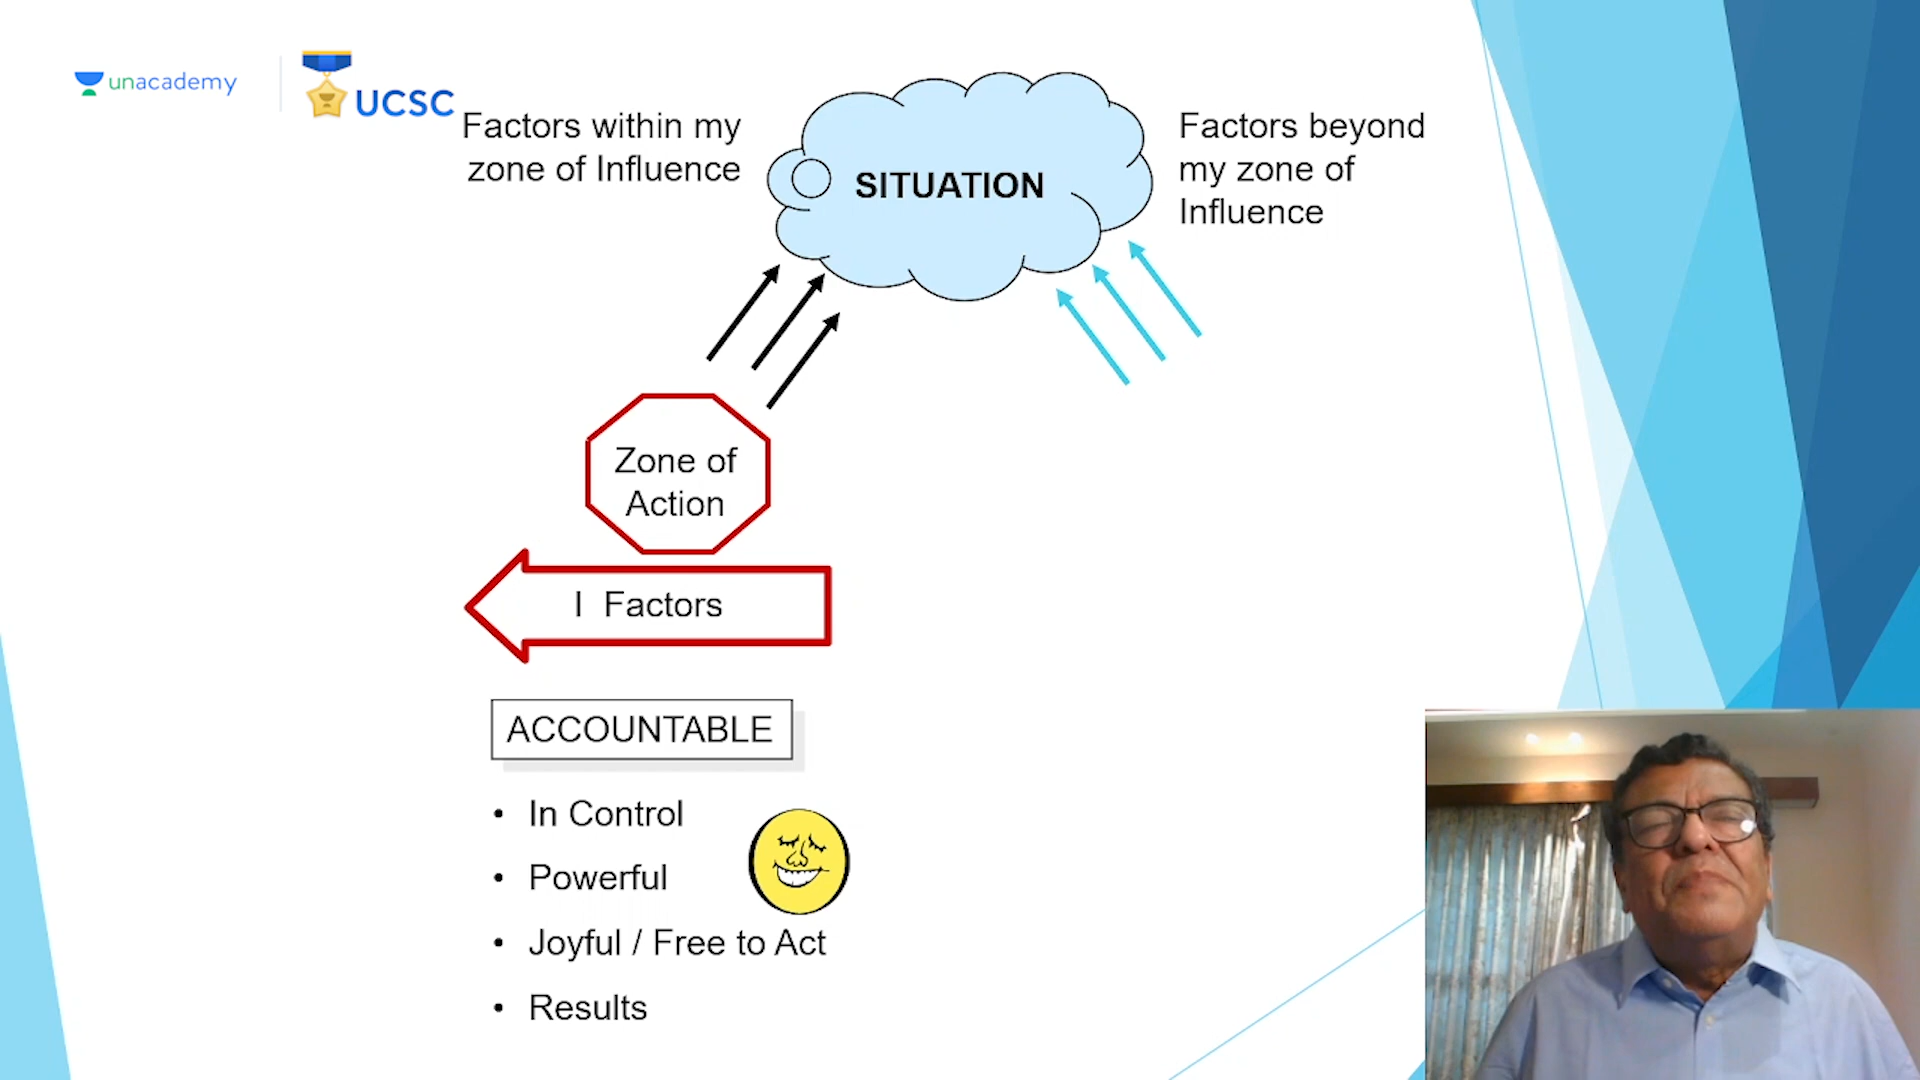 unacademy
UCSC
Factors within my
zone of Influence
SITUATION
Factors beyond
my zone of
Influence
Zone of
Action
I Factors
ACCOUNTABLE
• In Control
• Powerful
• Joyful / Free to Act
• Results